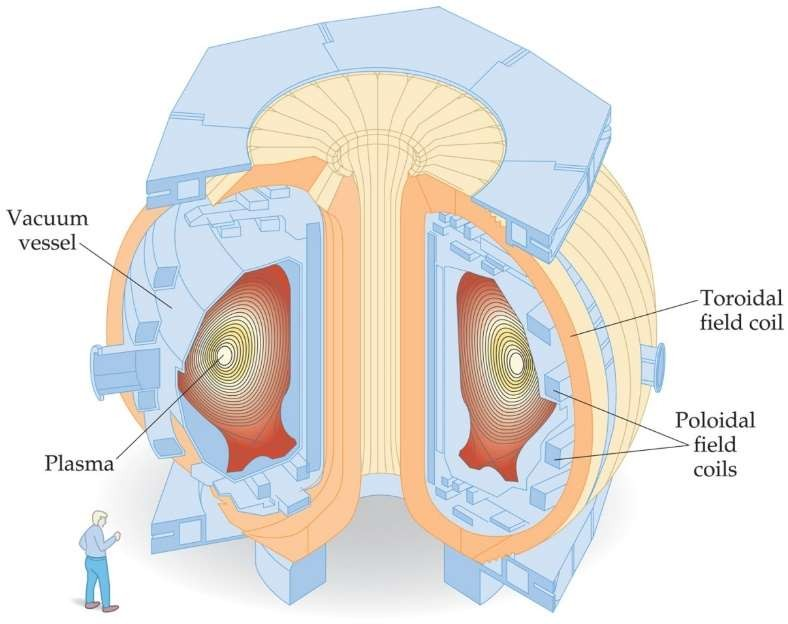 Vacuum
vessel
Toroidal
field coil
Poloidal
field
coils
Plasma